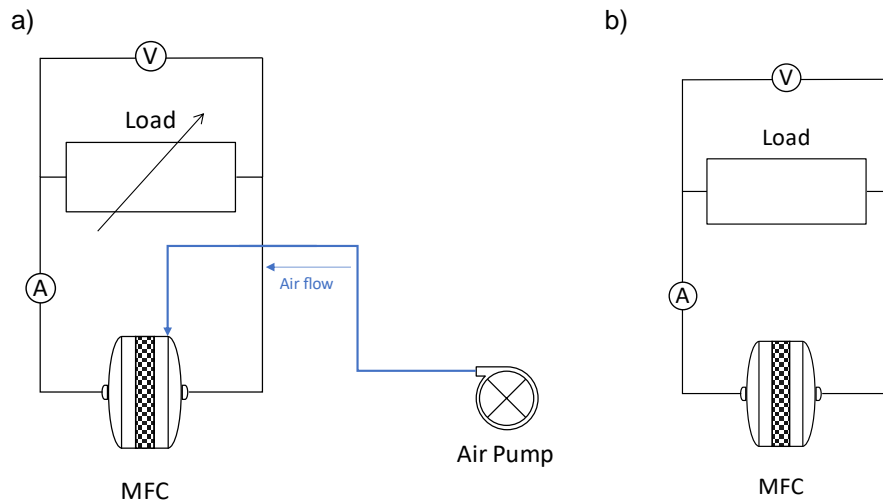 a)
V
Load
A
Air flow
Air Pump
MFC
b)
V
Load
A
MFC